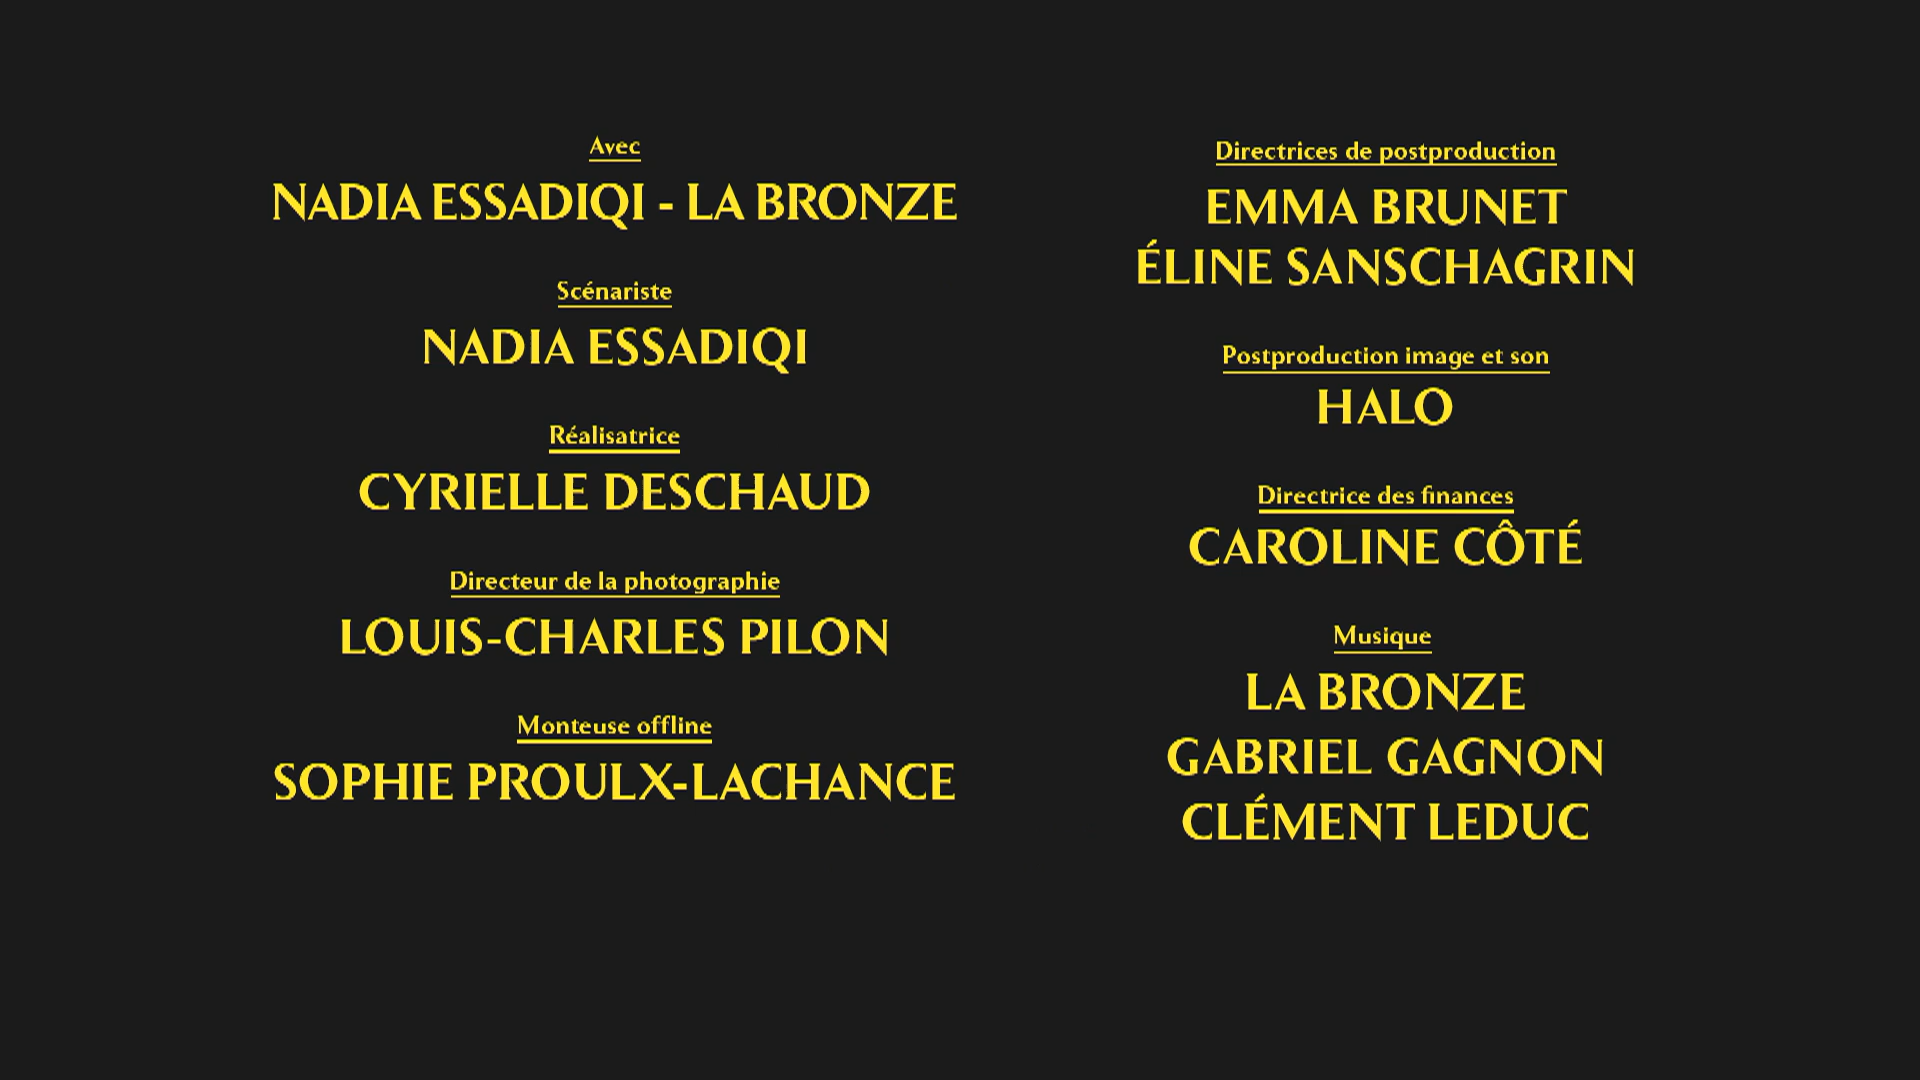 Avec
NADIA ESSADIQI - LA BRONZE
Scénariste
NADIA ESSADIQI
Réalisatrice
CYRIELLE DESCHAUD
Directeur de la photographie
LOUIS-CHARLES PILON
Monteuse offline
SOPHIE PROULX-LACHANCE
Directrices de postproduction
EMMA BRUNET
ÉLINE SANSCHAGRIN
Postproduction image et son
HALO
Directrice des finances
CAROLINE CÔTÉ
Musique
LA BRONZE
GABRIEL GAGNON
CLÉMENT LEDUC